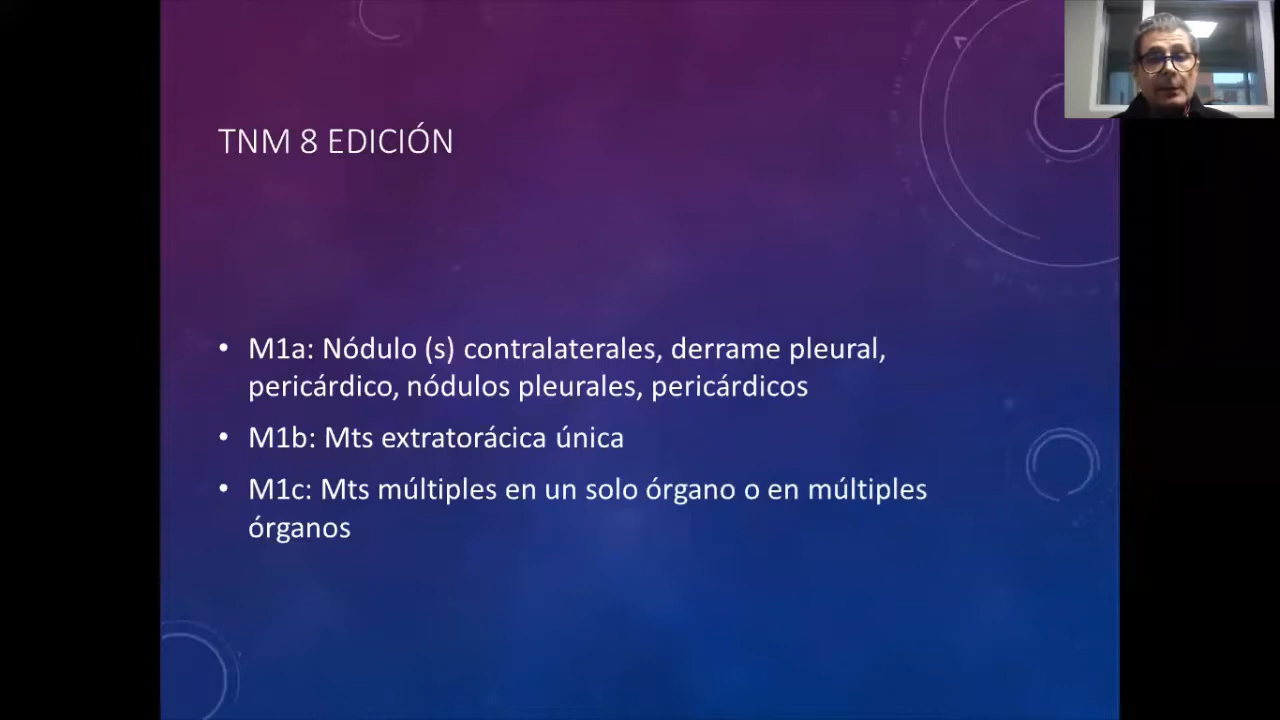 TNM 8 EDICIÓN
• M1a: Nódulo (s) contralaterales, derrame pleural,
pericárdico, nódulos pleurales, pericárdicos
• M1b: Mts extratorácica única
• M1c: Mts múltiples en un solo órgano o en múltiples
órganos